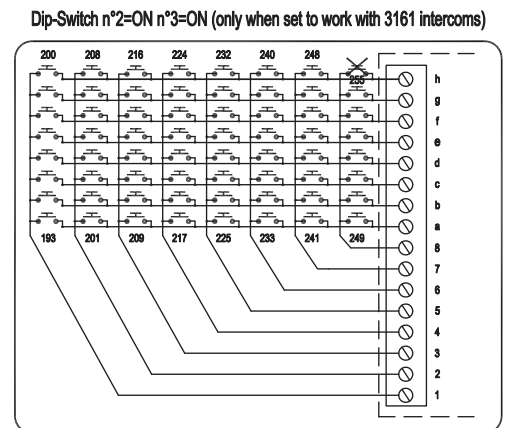 Dip-Switch n°2=ON n°3=ON (only when set to work with 3161 intercoms)
200 208 216 224 232 240 248
255
h
g
f
e
d
c
b
a
193 201 209 217 225 233 241 249
8
7
6
5
4
3
2
1